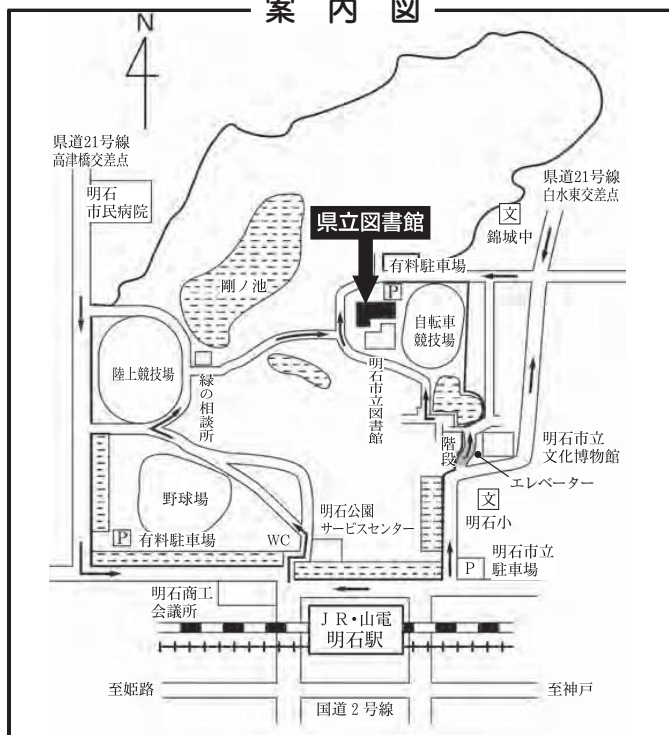 案内図
N
県道21号線
高津橋交差点
明石
市民病院
県道21号線
白水東交差点
文
錦城中
県立図書館
有料駐車場
P
剛ノ池
自転車
競技場
陸上競技場
緑の相談所
明石市立図書館
階段
明石市立
文化博物館
エレベーター
文
明石小
野球場
P 有料駐車場
WC
明石公園
サービスセンター
P
明石市立
駐車場
明石商工
会議所
JR・山電
明石駅
至姫路
至神戸
国道2号線